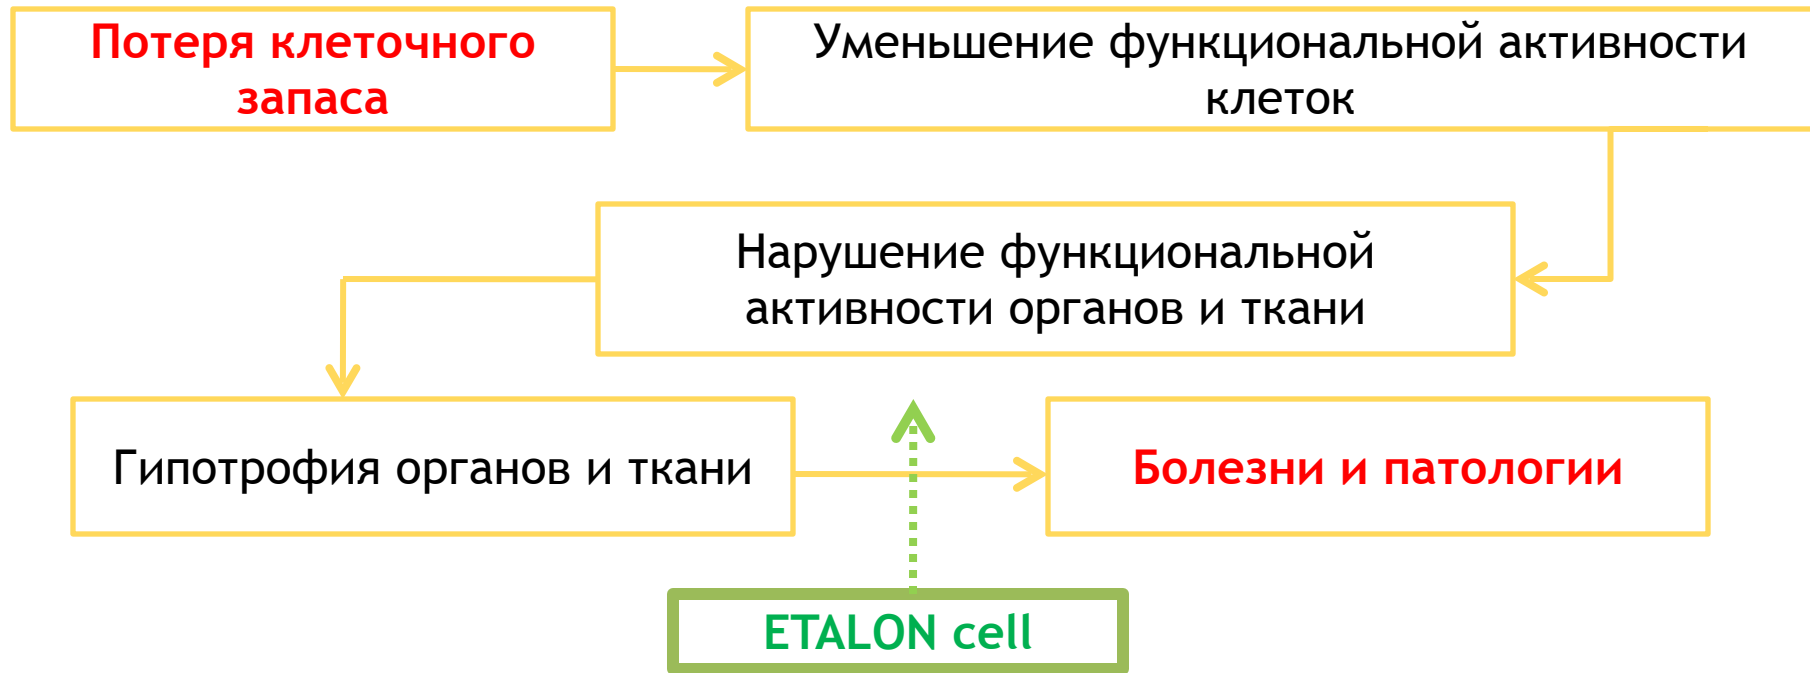 Потеря клеточного
запаса
Уменьшение функциональной активности
клеток
Нарушение функциональной
активности органов и ткани
Гипотрофия органов и ткани
Болезни и патологии
ETALON cell